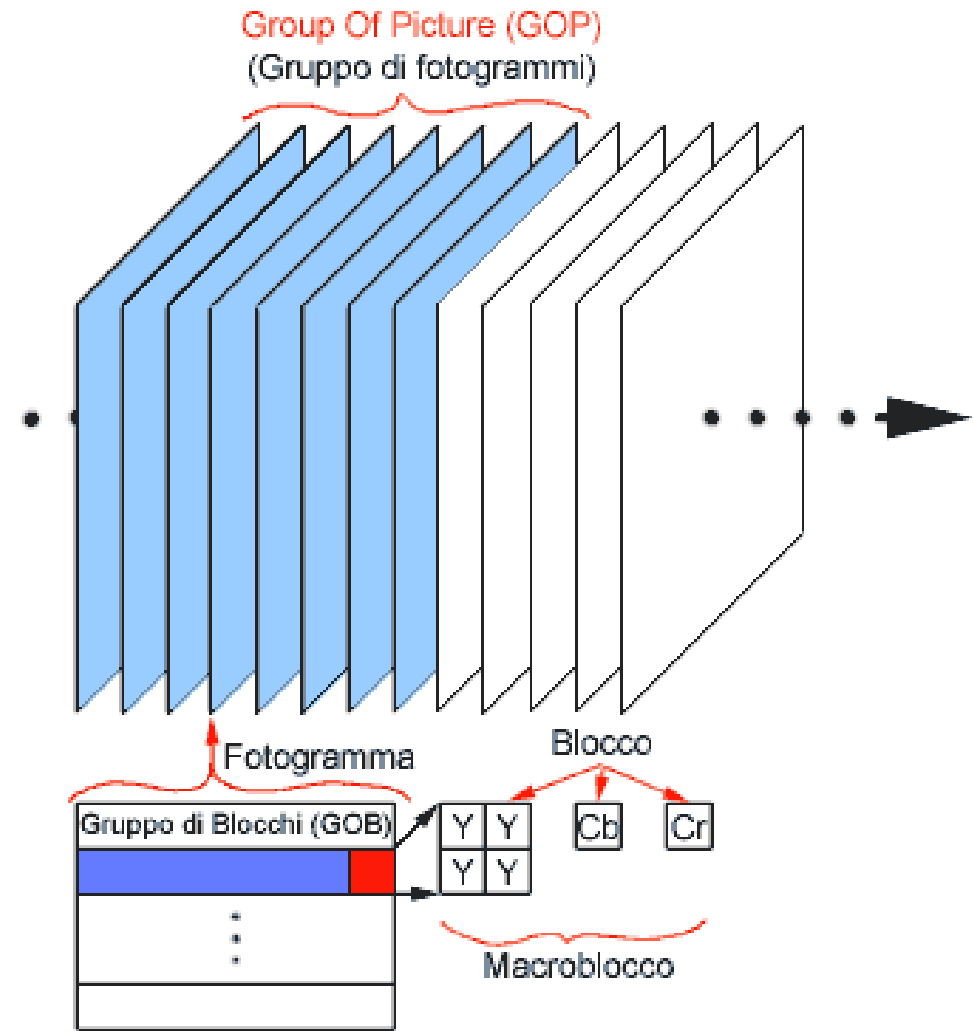 Group Of Picture (GOP)
(Gruppo di fotogrammi)
Fotogramma
Blocco
Gruppo di Blocchi (GOB)
Y Y Cb Cr
Y Y
Macroblocco